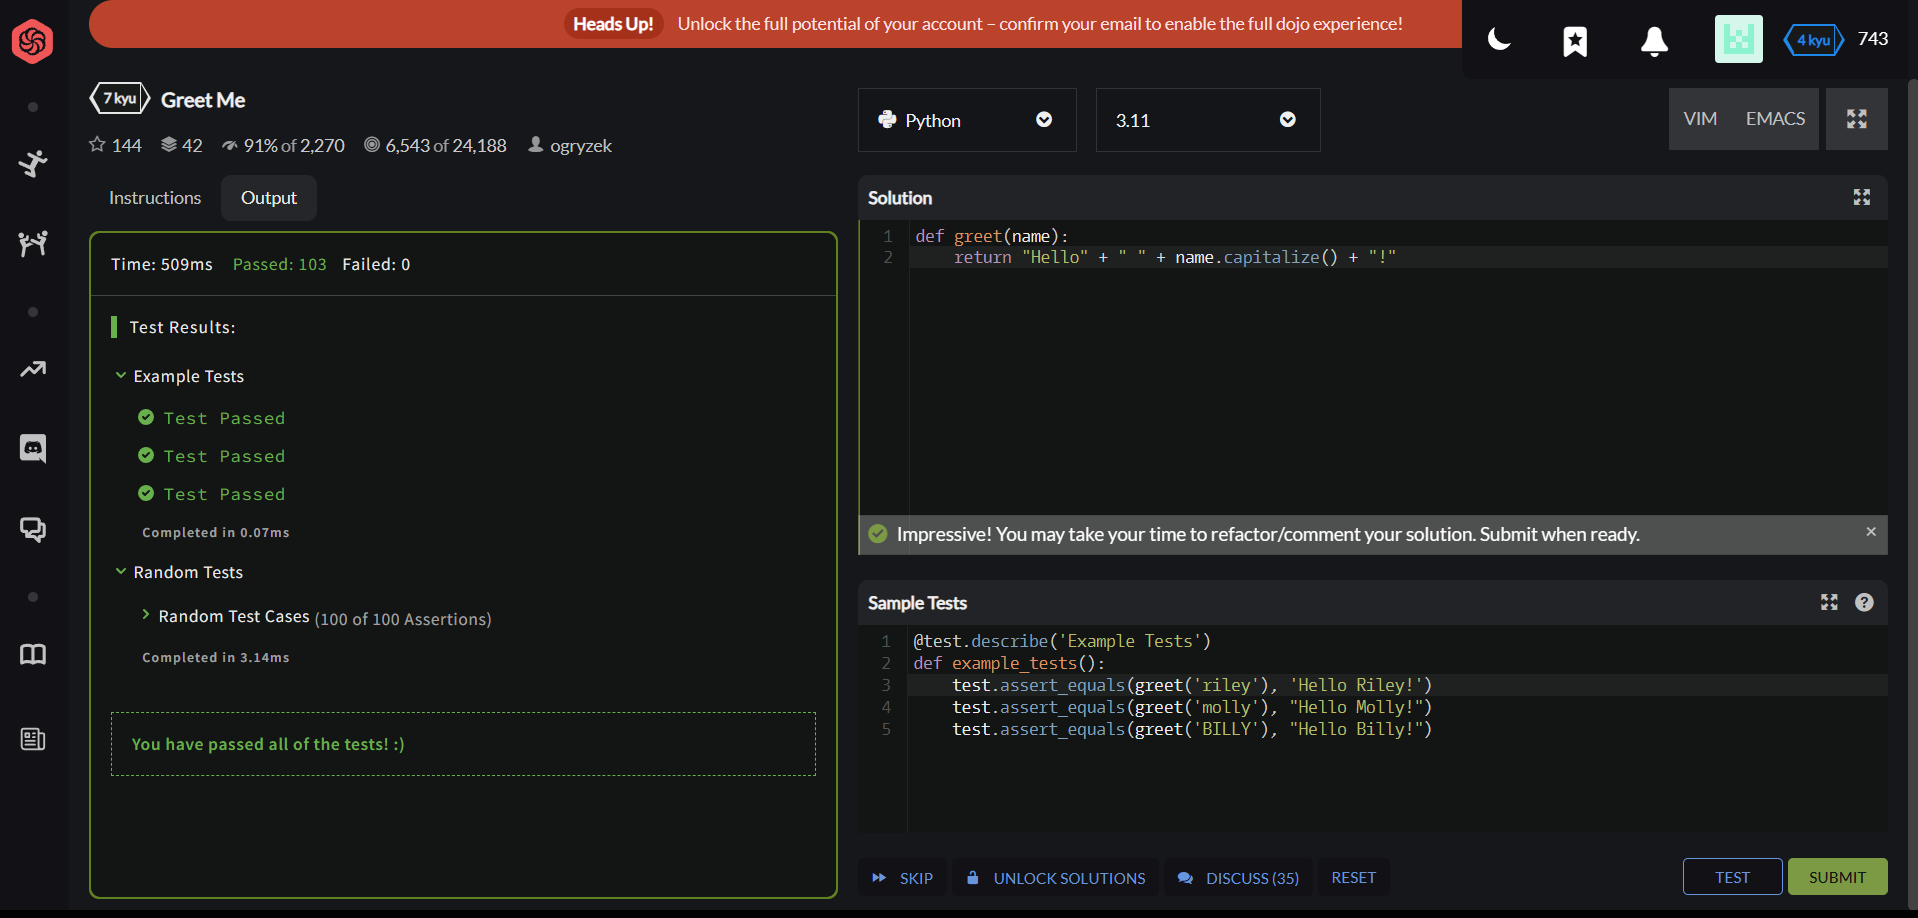 Heads Up! Unlock the full potential of your account – confirm your email to enable the full dojo experience!
4 kyu 743
7 kyu Greet Me
144 42 91% of 2,270 6,543 of 24,188 ogryzek
Instructions Output
Time: 509ms Passed: 103 Failed: 0
Test Results:
Example Tests
Test Passed
Test Passed
Test Passed
Completed in 0.07ms
Random Tests
Random Test Cases (100 of 100 Assertions)
Completed in 3.14ms
You have passed all of the tests! :)
Python 3.11 VIM EMACS
Solution
1 def greet(name):
2 return "Hello" + " " + name.capitalize() + "!"
Impressive! You may take your time to refactor/comment your solution. Submit when ready. ×
Sample Tests ?
1 @test.describe('Example Tests')
2 def example_tests():
3 test.assert_equals(greet('riley'), 'Hello Riley!')
4 test.assert_equals(greet('molly'), "Hello Molly!")
5 test.assert_equals(greet('BILLY'), "Hello Billy!")
SKIP UNLOCK SOLUTIONS DISCUSS (35) RESET TEST SUBMIT